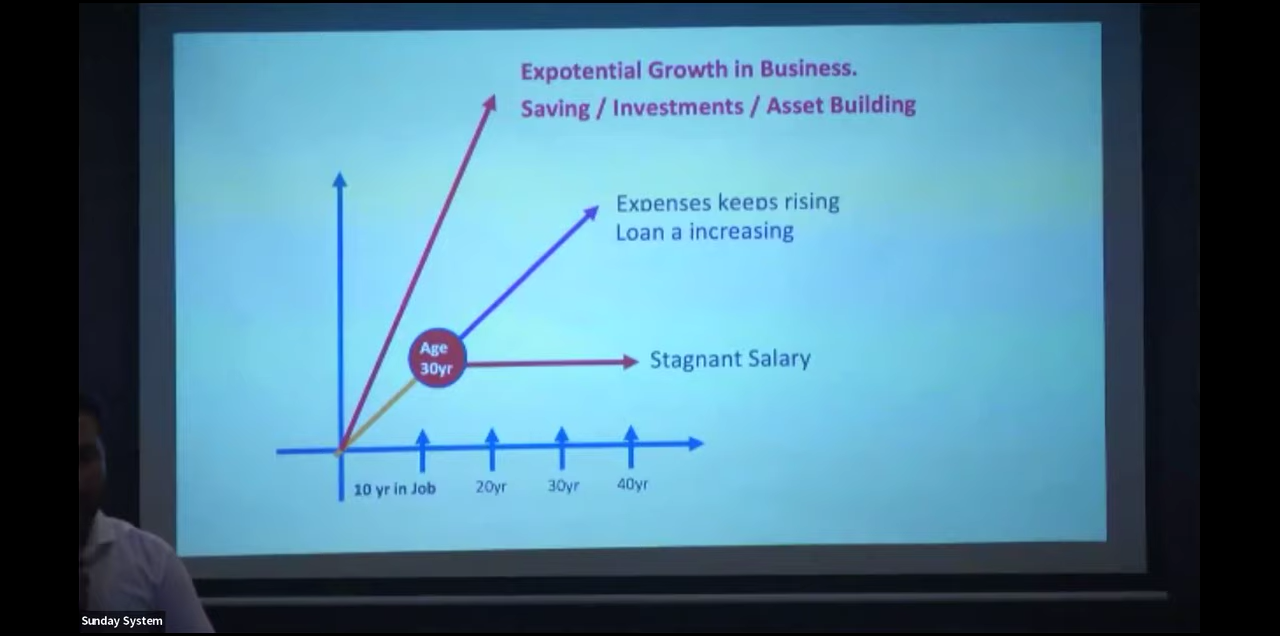 Expotential Growth in Business.
Saving / Investments / Asset Building
Expenses keeps rising
Loan a increasing
Age
30yr
Stagnant Salary
10 yr in Job
20yr
30yr
40yr
Sunday System